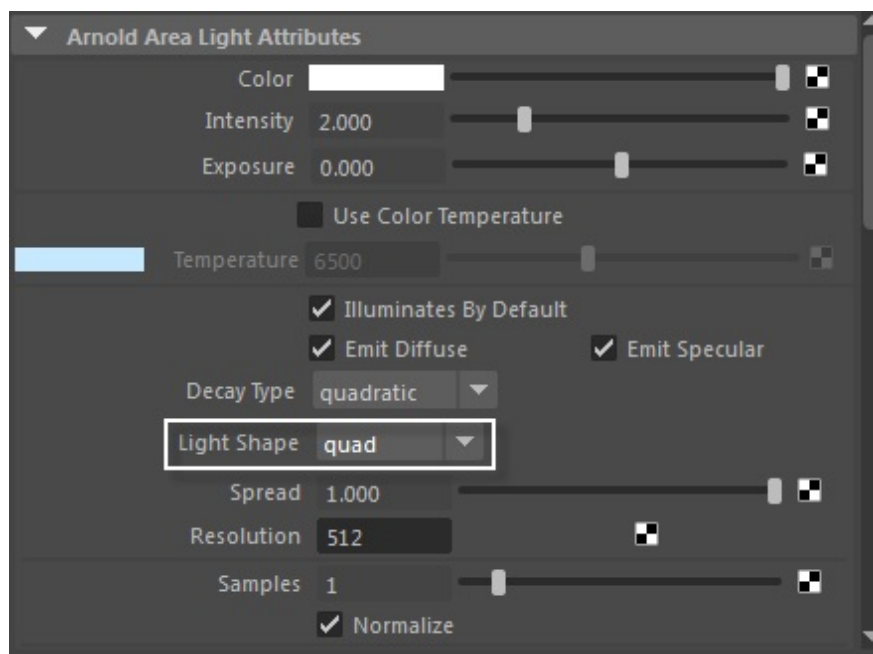 Arnold Area Light Attributes
Color
Intensity 2.000
Exposure 0.000
Use Color Temperature
Temperature 6500
Illuminates By Default
Emit Diffuse Emit Specular
Decay Type quadratic
Light Shape quad
Spread 1.000
Resolution 512
Samples 1
Normalize